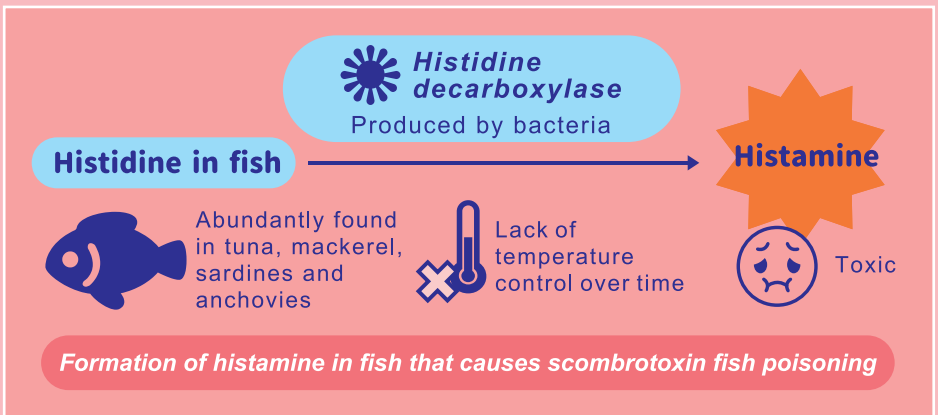 Histidine
decarboxylase
Produced by bacteria
Histidine in fish
Histamine
Abundantly found
in tuna, mackerel,
sardines and
anchovies
Lack of
temperature
control over time
Toxic
Formation of histamine in fish that causes scombrotoxin fish poisoning